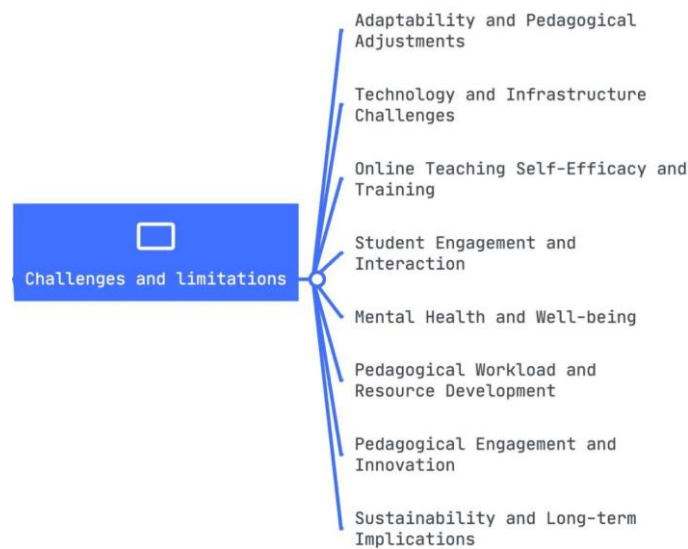 Adaptability and Pedagogical
Adjustments
Technology and Infrastructure
Challenges
Online Teaching Self-Efficacy and
Training
Challenges and limitations
Student Engagement and
Interaction
Mental Health and Well-being
Pedagogical Workload and
Resource Development
Pedagogical Engagement and
Innovation
Sustainability and Long-term
Implications